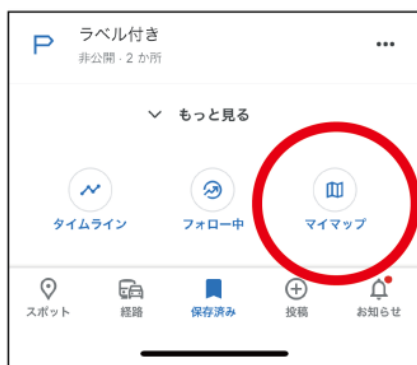 ラベル付き
非公開・2 か所
もっと見る
タイムライン
フォロー中
マイマップ
スポット
経路
保存済み
投稿
お知らせ